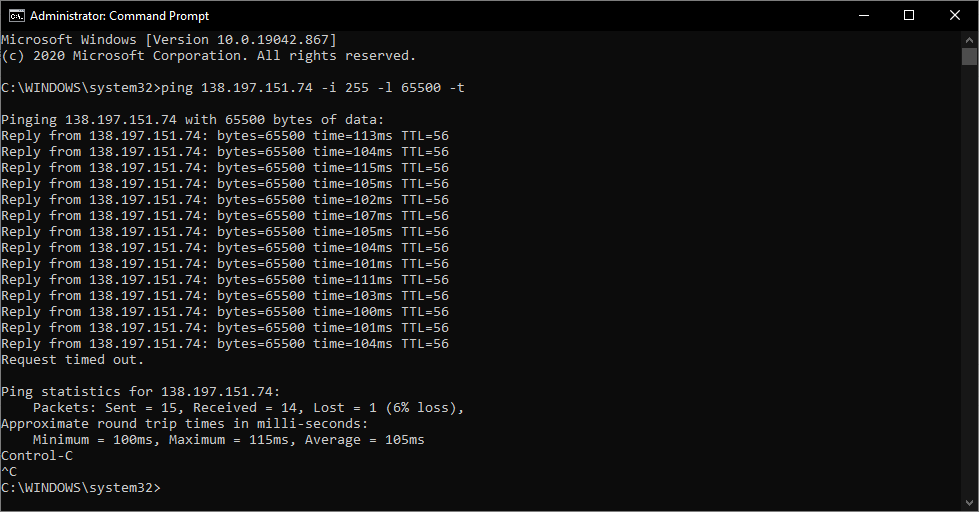 Administrator: Command Prompt
Microsoft Windows [Version 10.0.19042.867]
(c) 2020 Microsoft Corporation. All rights reserved.
C:\WINDOWS\system32>ping 138.197.151.74 -i 255 -l 65500 -t
Pinging 138.197.151.74 with 65500 bytes of data:
Reply from 138.197.151.74: bytes=65500 time=113ms TTL=56
Reply from 138.197.151.74: bytes=65500 time=104ms TTL=56
Reply from 138.197.151.74: bytes=65500 time=115ms TTL=56
Reply from 138.197.151.74: bytes=65500 time=105ms TTL=56
Reply from 138.197.151.74: bytes=65500 time=102ms TTL=56
Reply from 138.197.151.74: bytes=65500 time=107ms TTL=56
Reply from 138.197.151.74: bytes=65500 time=105ms TTL=56
Reply from 138.197.151.74: bytes=65500 time=104ms TTL=56
Reply from 138.197.151.74: bytes=65500 time=101ms TTL=56
Reply from 138.197.151.74: bytes=65500 time=111ms TTL=56
Reply from 138.197.151.74: bytes=65500 time=103ms TTL=56
Reply from 138.197.151.74: bytes=65500 time=100ms TTL=56
Reply from 138.197.151.74: bytes=65500 time=101ms TTL=56
Reply from 138.197.151.74: bytes=65500 time=104ms TTL=56
Request timed out.
Ping statistics for 138.197.151.74:
    Packets: Sent = 15, Received = 14, Lost = 1 (6% loss),
Approximate round trip times in milli-seconds:
    Minimum = 100ms, Maximum = 115ms, Average = 105ms
Control-C
^C
C:\WINDOWS\system32>